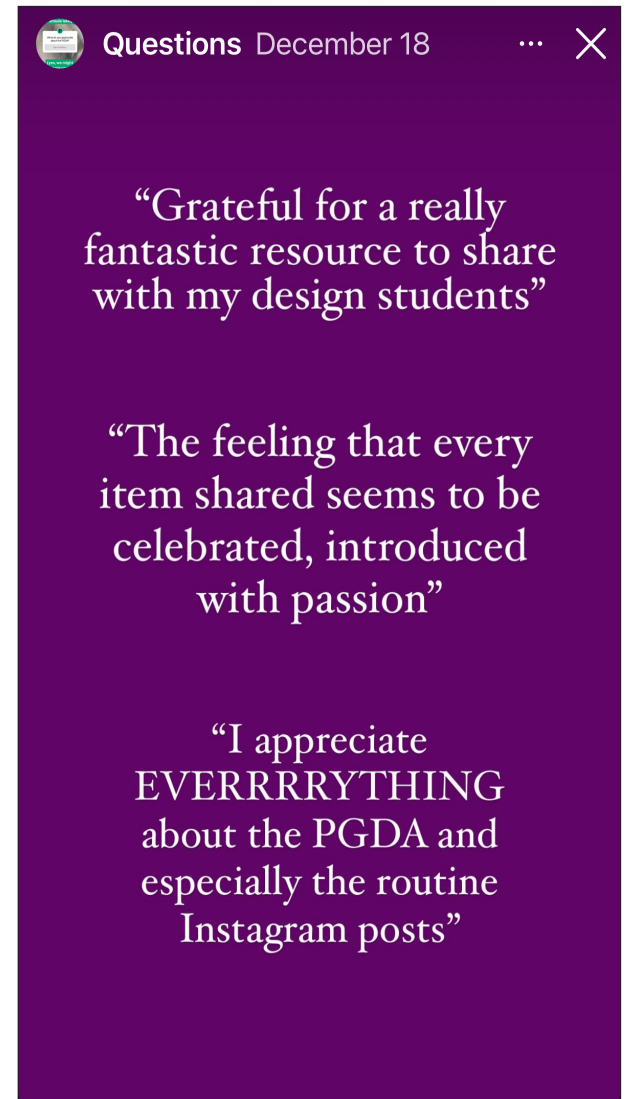 Questions December 18
“Grateful for a really
fantastic resource to share
with my design students”
“The feeling that every
item shared seems to be
celebrated, introduced
with passion”
“I appreciate
EVERRRRYTHING
about the PGDA and
especially the routine
Instagram posts”